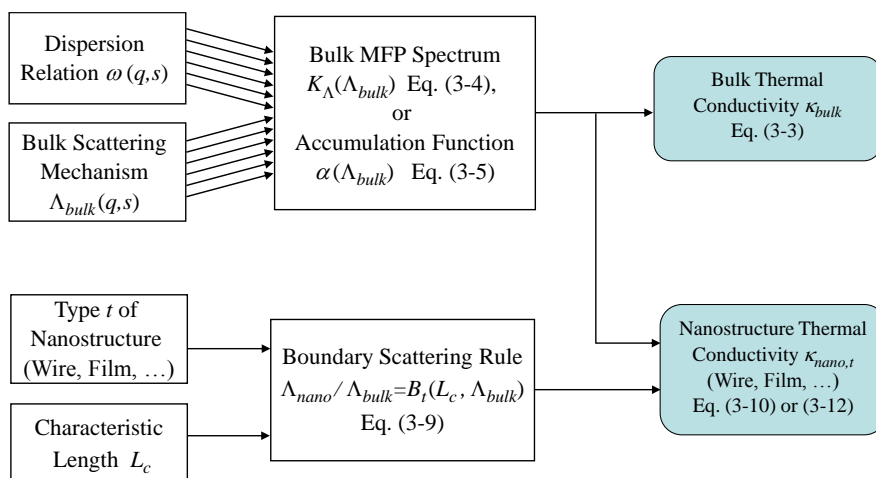 Dispersion
Relation ω (q,s)
Bulk Scattering
Mechanism
Λbulk(q,s)
Bulk MFP Spectrum
KΛ(Λbulk) Eq. (3-4),
or
Accumulation Function
α(Λbulk) Eq. (3-5)
Bulk Thermal
Conductivity κbulk
Eq. (3-3)
Type t of
Nanostructure
(Wire, Film, …)
Characteristic
Length Lc
Boundary Scattering Rule
Λnano/Λbulk=Bt(Lc, Λbulk)
Eq. (3-9)
Nanostructure Thermal
Conductivity κnano,t
(Wire, Film, …)
Eq. (3-10) or (3-12)